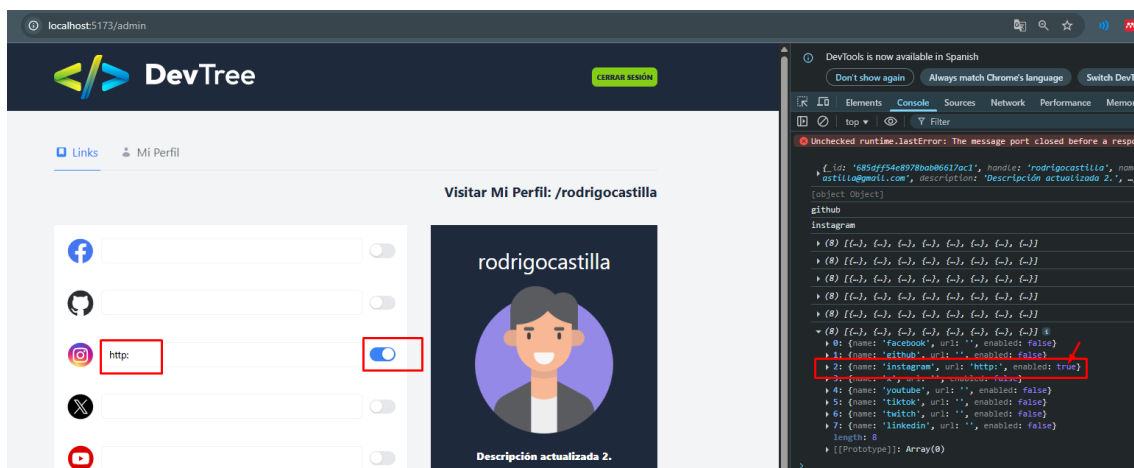 localhost:5173/admin
DevTree
CERRAR SESIÓN
Links
Mi Perfil
Visitar Mi Perfil: /rodrigocastilla
http:
rodrigocastilla
Descripción actualizada 2.
DevTools is now available in Spanish
Don't show again
Always match Chrome's language
Switch DevT
Elements
Console
Sources
Network
Performance
Memor
top
Filter
Unchecked runtime.lastError: The message port closed before a respo
{_id: '685dff54e8978bab06617ac1', handle: 'rodrigocastilla', nam
astilla@gmail.com', description: 'Descripción actualizada 2.', …
[object Object]
github
instagram
(8) [{…}, {…}, {…}, {…}, {…}, {…}, {…}, {…}]
(8) [{…}, {…}, {…}, {…}, {…}, {…}, {…}, {…}]
(8) [{…}, {…}, {…}, {…}, {…}, {…}, {…}, {…}]
(8) [{…}, {…}, {…}, {…}, {…}, {…}, {…}, {…}]
(8) [{…}, {…}, {…}, {…}, {…}, {…}, {…}, {…}]
(8) [{…}, {…}, {…}, {…}, {…}, {…}, {…}, {…}]
0: {name: 'facebook', url: '', enabled: false}
1: {name: 'github', url: '', enabled: false}
2: {name: 'instagram', url: 'http:', enabled: true}
3: {name: 'x', url: '', enabled: false}
4: {name: 'youtube', url: '', enabled: false}
5: {name: 'tiktok', url: '', enabled: false}
6: {name: 'twitch', url: '', enabled: false}
7: {name: 'linkedin', url: '', enabled: false}
length: 8
[[Prototype]]: Array(0)